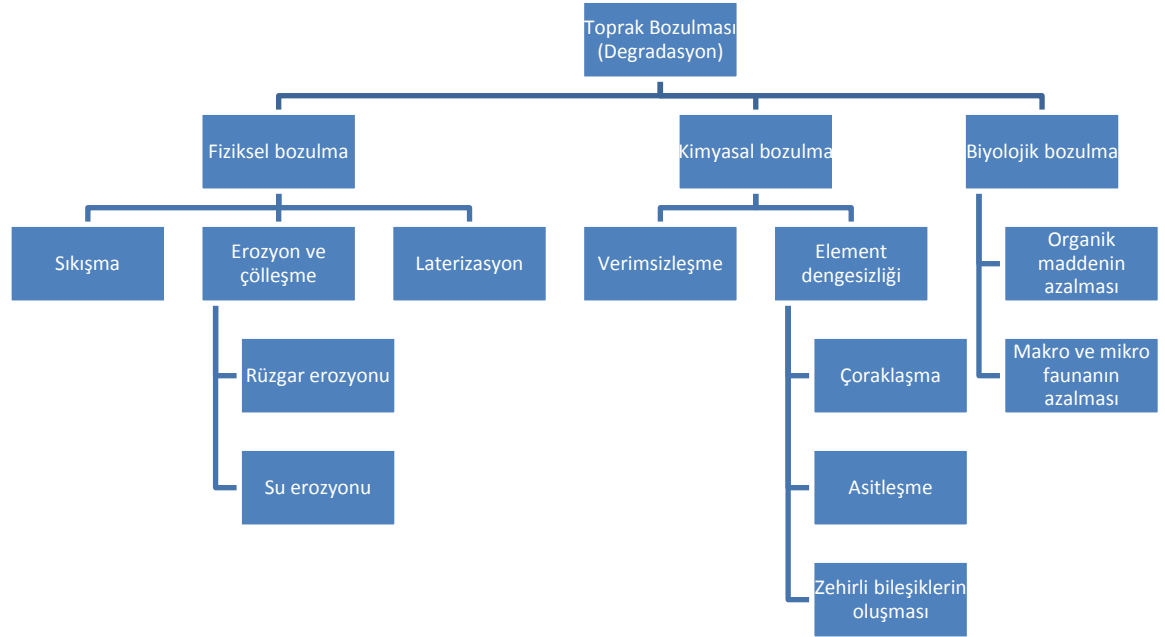 Toprak Bozulması
(Degradasyon)
Fiziksel bozulma
Kimyasal bozulma
Biyolojik bozulma
Sıkışma
Erozyon ve
çölleşme
Laterizasyon
Verimsizleşme
Element
dengesizliği
Organik
maddenin
azalması
Rüzgar erozyonu
Çoraklaşma
Makro ve mikro
faunanın
azalması
Su erozyonu
Asitleşme
Zehirli bileşiklerin
oluşması